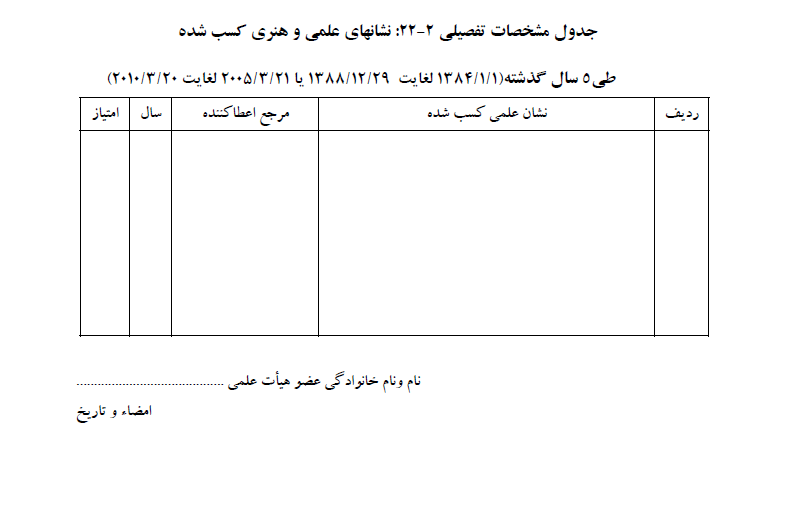 جدول مشخصات تفصیلی ۲-۲۲: نشانهای علمی و هنری کسب شده
طی۵ سال گذشته(۱۳۸۴/۱/۱ لغایت ۱۳۸۸/۱۲/۲۹ یا ۲۰۰۵/۳/۲۱ لغایت ۲۰۱۰/۳/۲۰)
ردیف نشان علمی کسب شده مرجع اعطاکننده سال امتیاز
نام ونام خانوادگی عضو هیأت علمی ..........................................
امضاء و تاریخ